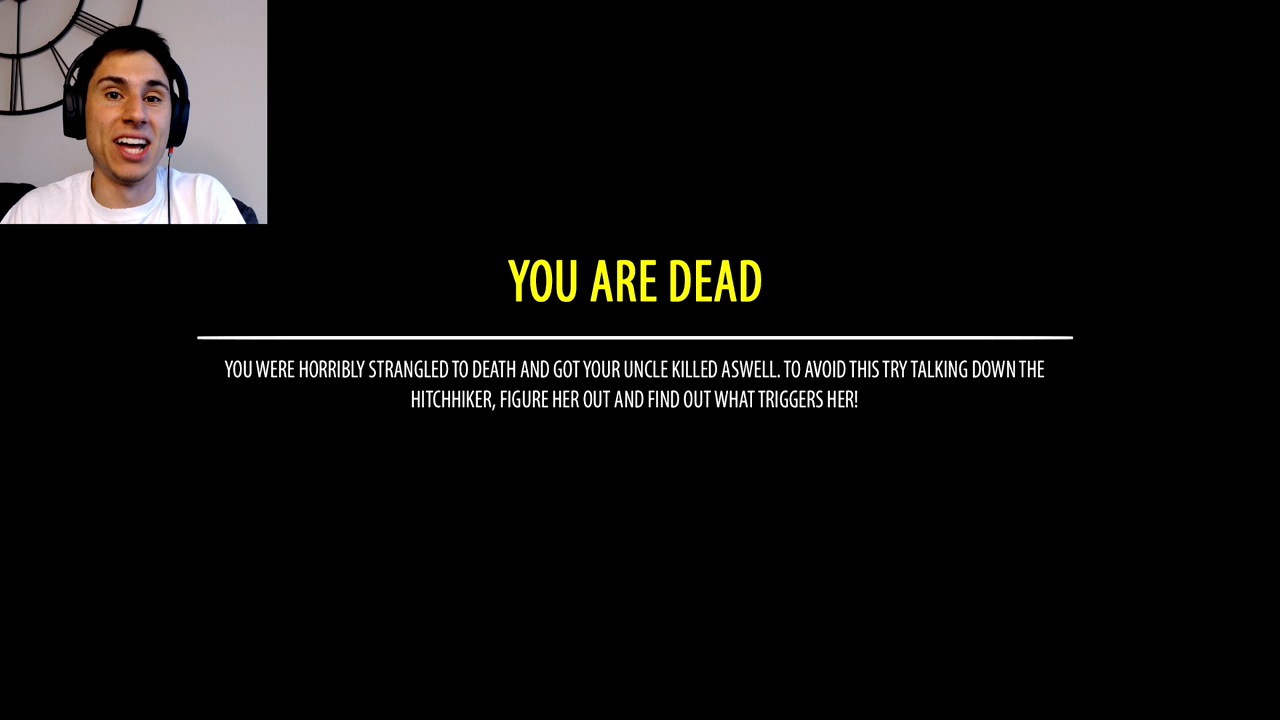 YOU ARE DEAD
YOU WERE HORRIBLY STRANGLED TO DEATH AND GOT YOUR UNCLE KILLED ASWELL. TO AVOID THIS TRY TALKING DOWN THE
HITCHHIKER, FIGURE HER OUT AND FIND OUT WHAT TRIGGERS HER!